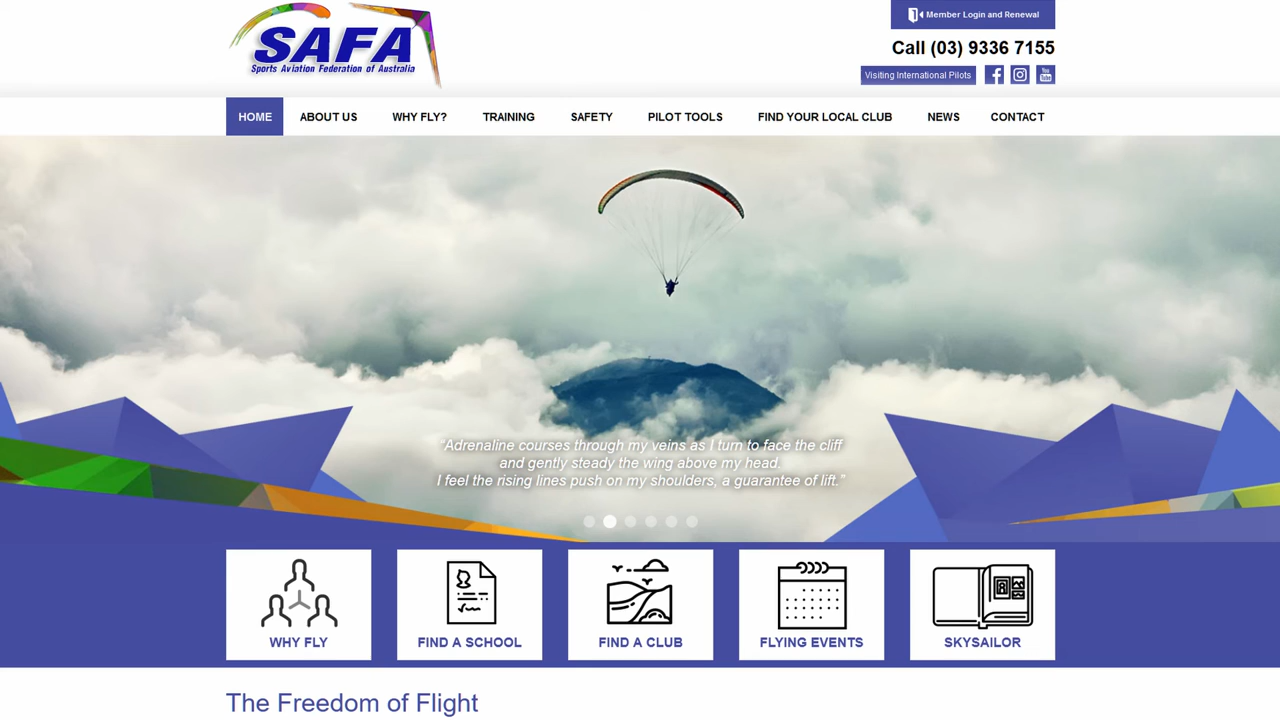 SAFA
Sports Aviation Federation of Australia
Member Login and Renewal
Call (03) 9336 7155
Visiting International Pilots
You
Tube
HOME ABOUT US WHY FLY? TRAINING SAFETY PILOT TOOLS FIND YOUR LOCAL CLUB NEWS CONTACT
“Adrenaline courses through my veins as I turn to face the cliff
and gently steady the wing above my head.
I feel the rising lines push on my shoulders, a guarantee of lift.”
WHY FLY FIND A SCHOOL FIND A CLUB FLYING EVENTS SKYSAILOR
The Freedom of Flight